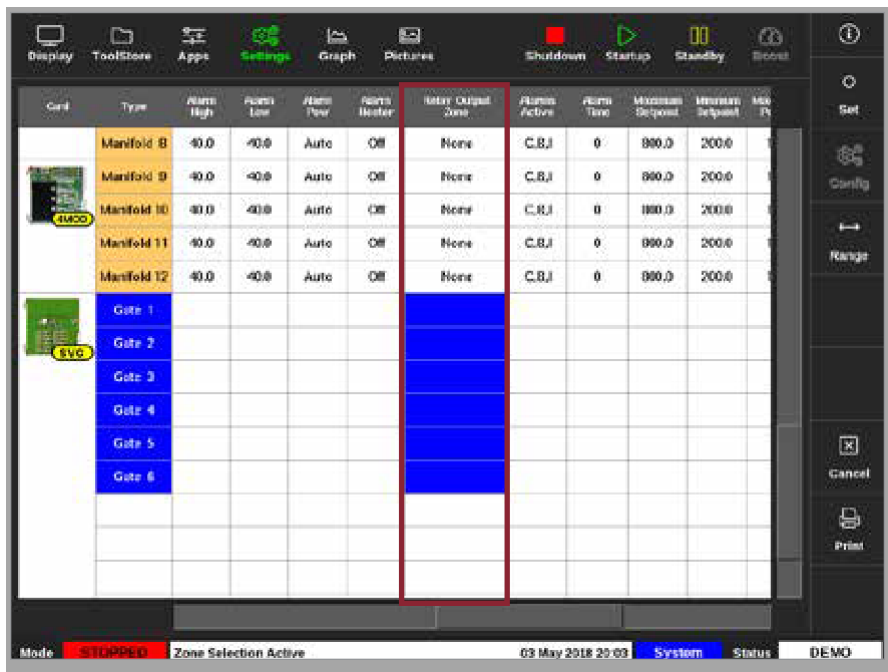 Display ToolStore Apps Settings Graph Pictures Shutdown Startup Standby Boost
Card Type Alarm High Alarm Low Alarm Powr Alarm Heater Relay Output Zone Alarms Active Alarm Time Maximum Setpoint Minimum Setpoint
Manifold 8 40.0 40.0 Auto Off None C,B,I 0 800.0 200.0
Manifold 9 40.0 40.0 Auto Off None C,B,I 0 800.0 200.0
4MOD
Manifold 10 40.0 40.0 Auto Off None C,B,I 0 800.0 200.0
Manifold 11 40.0 40.0 Auto Off None C,B,I 0 800.0 200.0
Manifold 12 40.0 40.0 Auto Off None C,B,I 0 800.0 200.0
Gate 1
SVG
Gate 2
Gate 3
Gate 4
Gate 5
Gate 6
Set
Config
Range
Cancel
Print
Mode STOPPED Zone Selection Active 03 May 2018 20:03 System Status DEMO